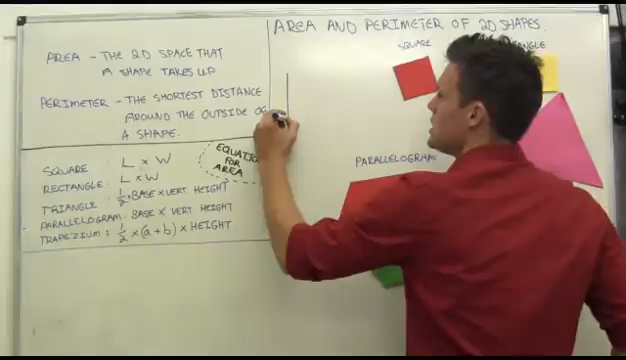 AREA AND PERIMETER OF 2D SHAPES.
AREA - THE 2D SPACE THAT
A SHAPE TAKES UP
PERIMETER - THE SHORTEST DISTANCE
AROUND THE OUTSIDE OF
A SHAPE.
SQUARE : L × W
RECTANGLE : L × W
TRIANGLE : 1/2 × BASE × VERT HEIGHT
PARALLELOGRAM : BASE × VERT HEIGHT
TRAPEZIUM : 1/2 × (a + b) × HEIGHT
FOR
AREA
SQUARE
PARALLELOGRAM